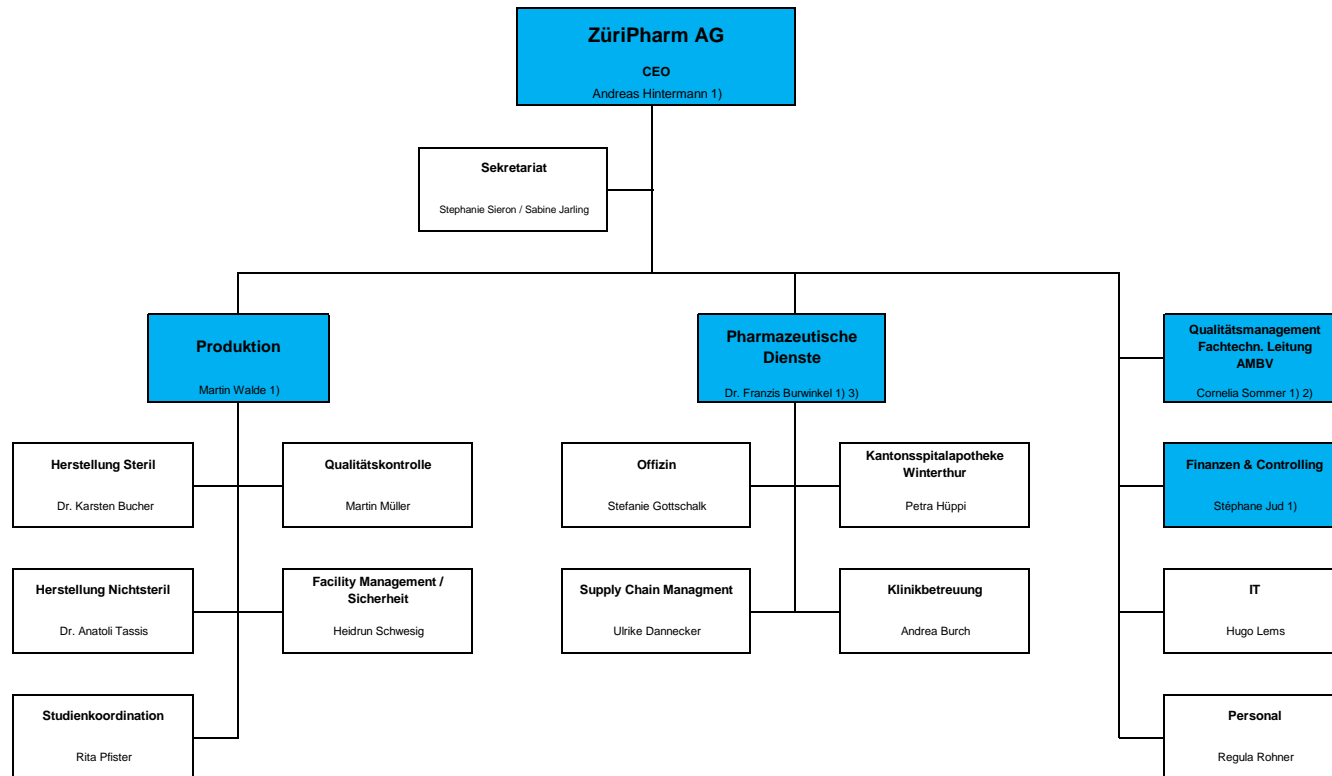 ZüriPharm AG
CEO
Andreas Hintermann 1)
Sekretariat
Stephanie Sieron / Sabine Jarling
Produktion
Martin Walde 1)
Pharmazeutische
Dienste
Dr. Franzis Burwinkel 1) 3)
Qualitätsmanagement
Fachtechn. Leitung
AMBV
Cornelia Sommer 1) 2)
Herstellung Steril
Dr. Karsten Bucher
Qualitätskontrolle
Martin Müller
Offizin
Stefanie Gottschalk
Kantonsspitalapotheke
Winterthur
Petra Hüppi
Finanzen & Controlling
Stéphane Jud 1)
Herstellung Nichtsteril
Dr. Anatoli Tassis
Facility Management /
Sicherheit
Heidrun Schwesig
Supply Chain Managment
Ulrike Dannecker
Klinikbetreuung
Andrea Burch
IT
Hugo Lems
Studienkoordination
Rita Pfister
Personal
Regula Rohner